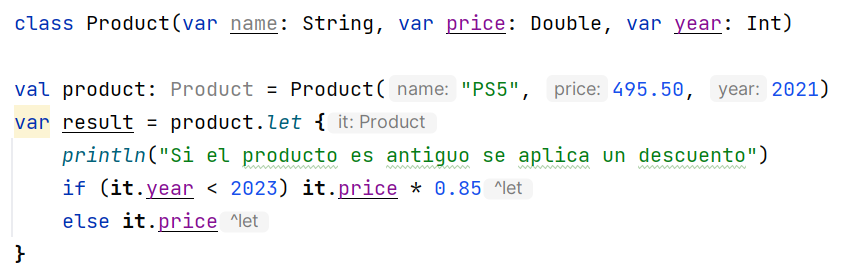 class Product(var name: String, var price: Double, var year: Int)
val product: Product = Product( name: "PS5", price: 495.50, year: 2021)
var result = product.let { it: Product
println("Si el producto es antiguo se aplica un descuento")
if (it.year < 2023) it.price * 0.85 ^let
else it.price ^let
}